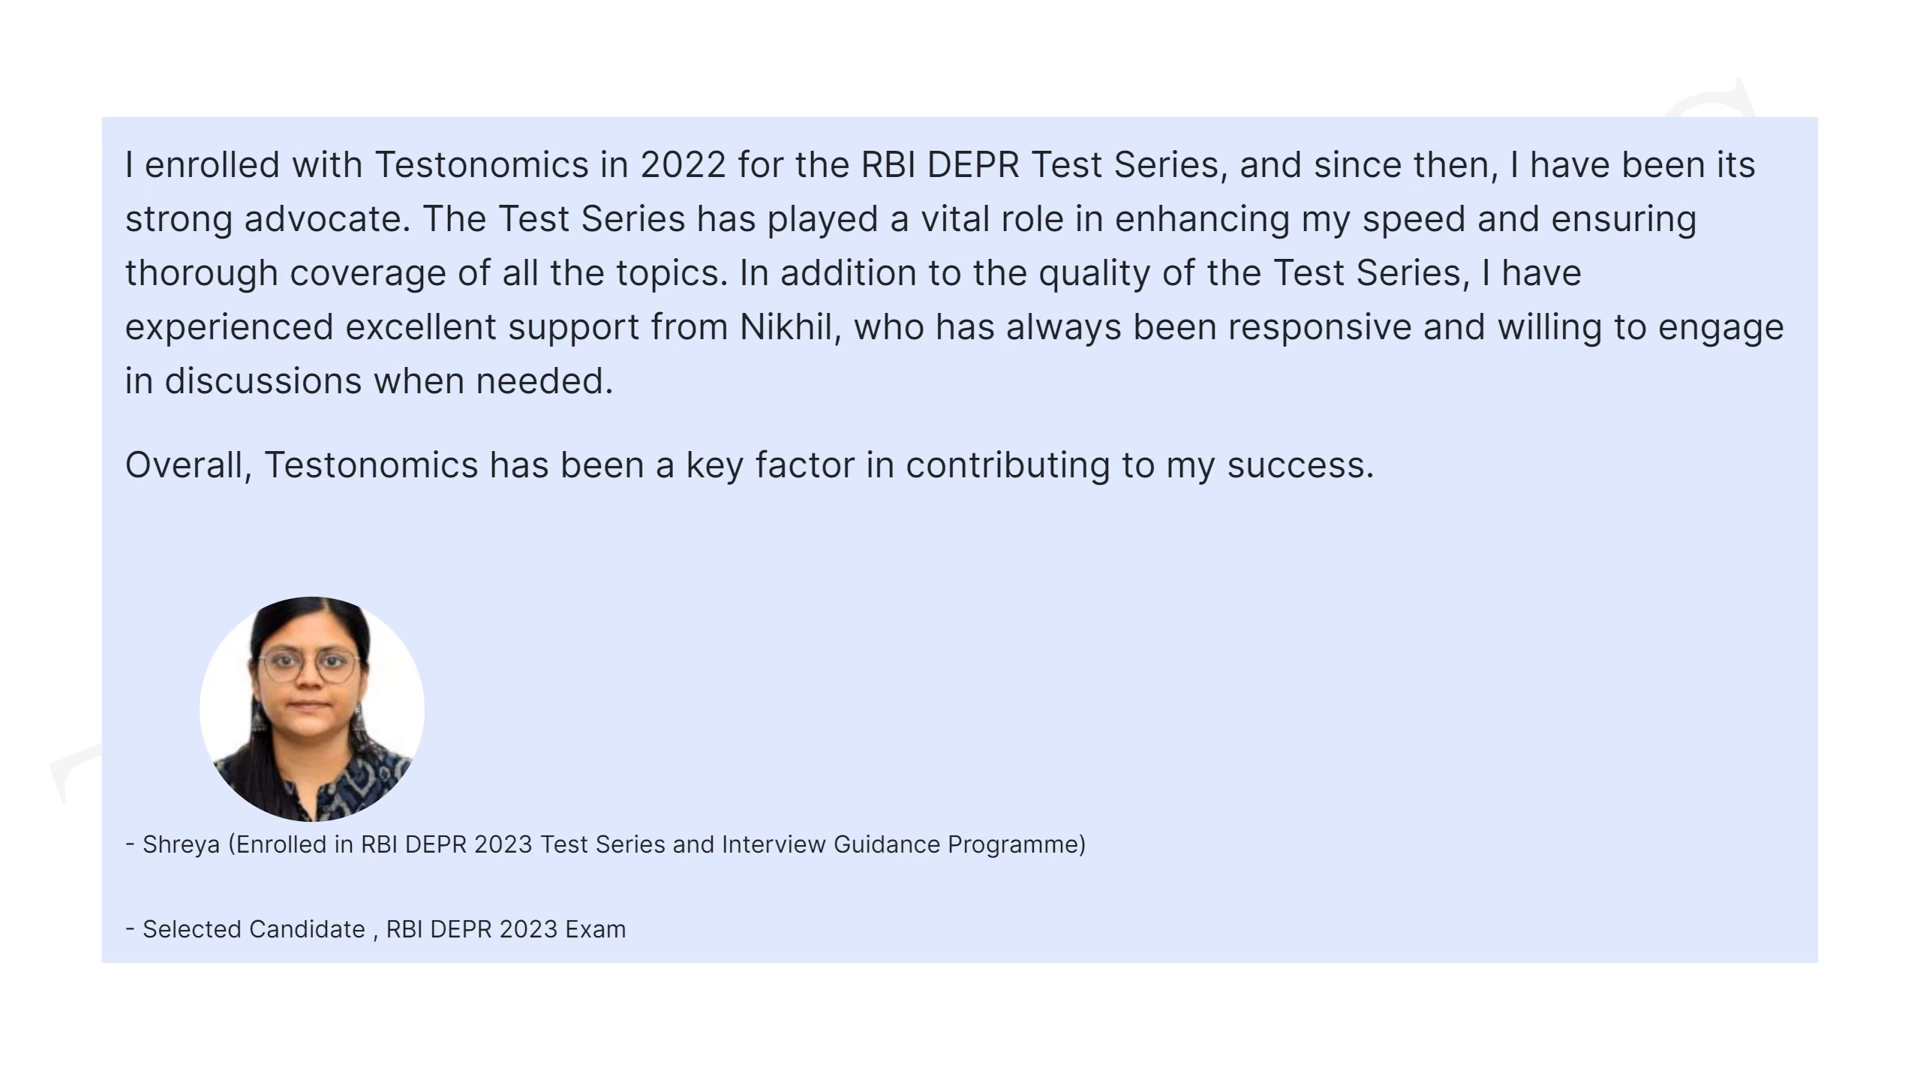 I enrolled with Testonomics in 2022 for the RBI DEPR Test Series, and since then, I have been its
strong advocate. The Test Series has played a vital role in enhancing my speed and ensuring
thorough coverage of all the topics. In addition to the quality of the Test Series, I have
experienced excellent support from Nikhil, who has always been responsive and willing to engage
in discussions when needed.
Overall, Testonomics has been a key factor in contributing to my success.
- Shreya (Enrolled in RBI DEPR 2023 Test Series and Interview Guidance Programme)
- Selected Candidate , RBI DEPR 2023 Exam